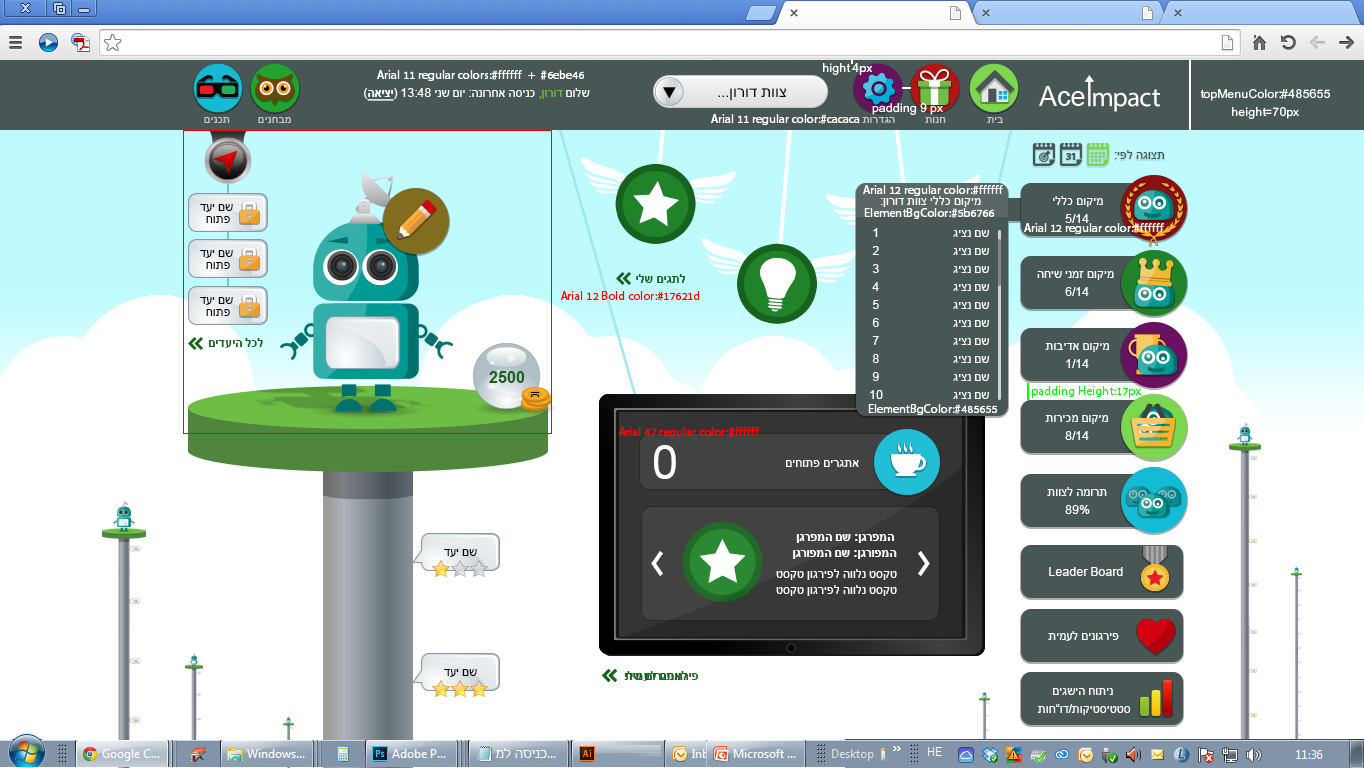 Arial 11 regular colors:#ffffff + #6ebe46
שלום דורון, כניסה אחרונה: יום שני 13:48 (יציאה)
תכנים
מבחנים
צוות דורון...
hight 4px
padding 9 px
Arial 11 regular color:#cacaca
הגדרות
חנות
בית
AceImpact
topMenuColor:#485655
height=70px
תצוגה לפי:
31
שם יעד
פתוח
שם יעד
פתוח
שם יעד
פתוח
לכל היעדים
2500
לתגים שלי
Arial 12 Bold color:#17621d
Arial 12 regular color:#ffffff
מיקום כללי צוות דורון:
ElementBgColor:#5b6766
1 שם נציג
2 שם נציג
3 שם נציג
4 שם נציג
5 שם נציג
6 שם נציג
7 שם נציג
8 שם נציג
9 שם נציג
10 שם נציג
ElementBgColor:#485655
מיקום כללי
5/14
Arial 12 regular color:#ffffff
מיקום זמני שיחה
6/14
מיקום אדיבות
1/14
padding Height:17px
מיקום מכירות
8/14
תרומה לצוות
89%
Leader Board
פירגונים לעמית
ניתוח הישגים
סטטיסטיקות/דו"חות
Arial 47 regular color:#ffffff
0
אתגרים פתוחים
המפרגן: שם המפרגן
המפורגן: שם המפורגן
טקסט נלווה לפירגון טקסט
טקסט נלווה לפירגון טקסט
שם יעד
שם יעד
Google C...
Windows...
Adobe P...
כניסה למ...
Inb
Microsoft ...
Desktop
HE
11:36